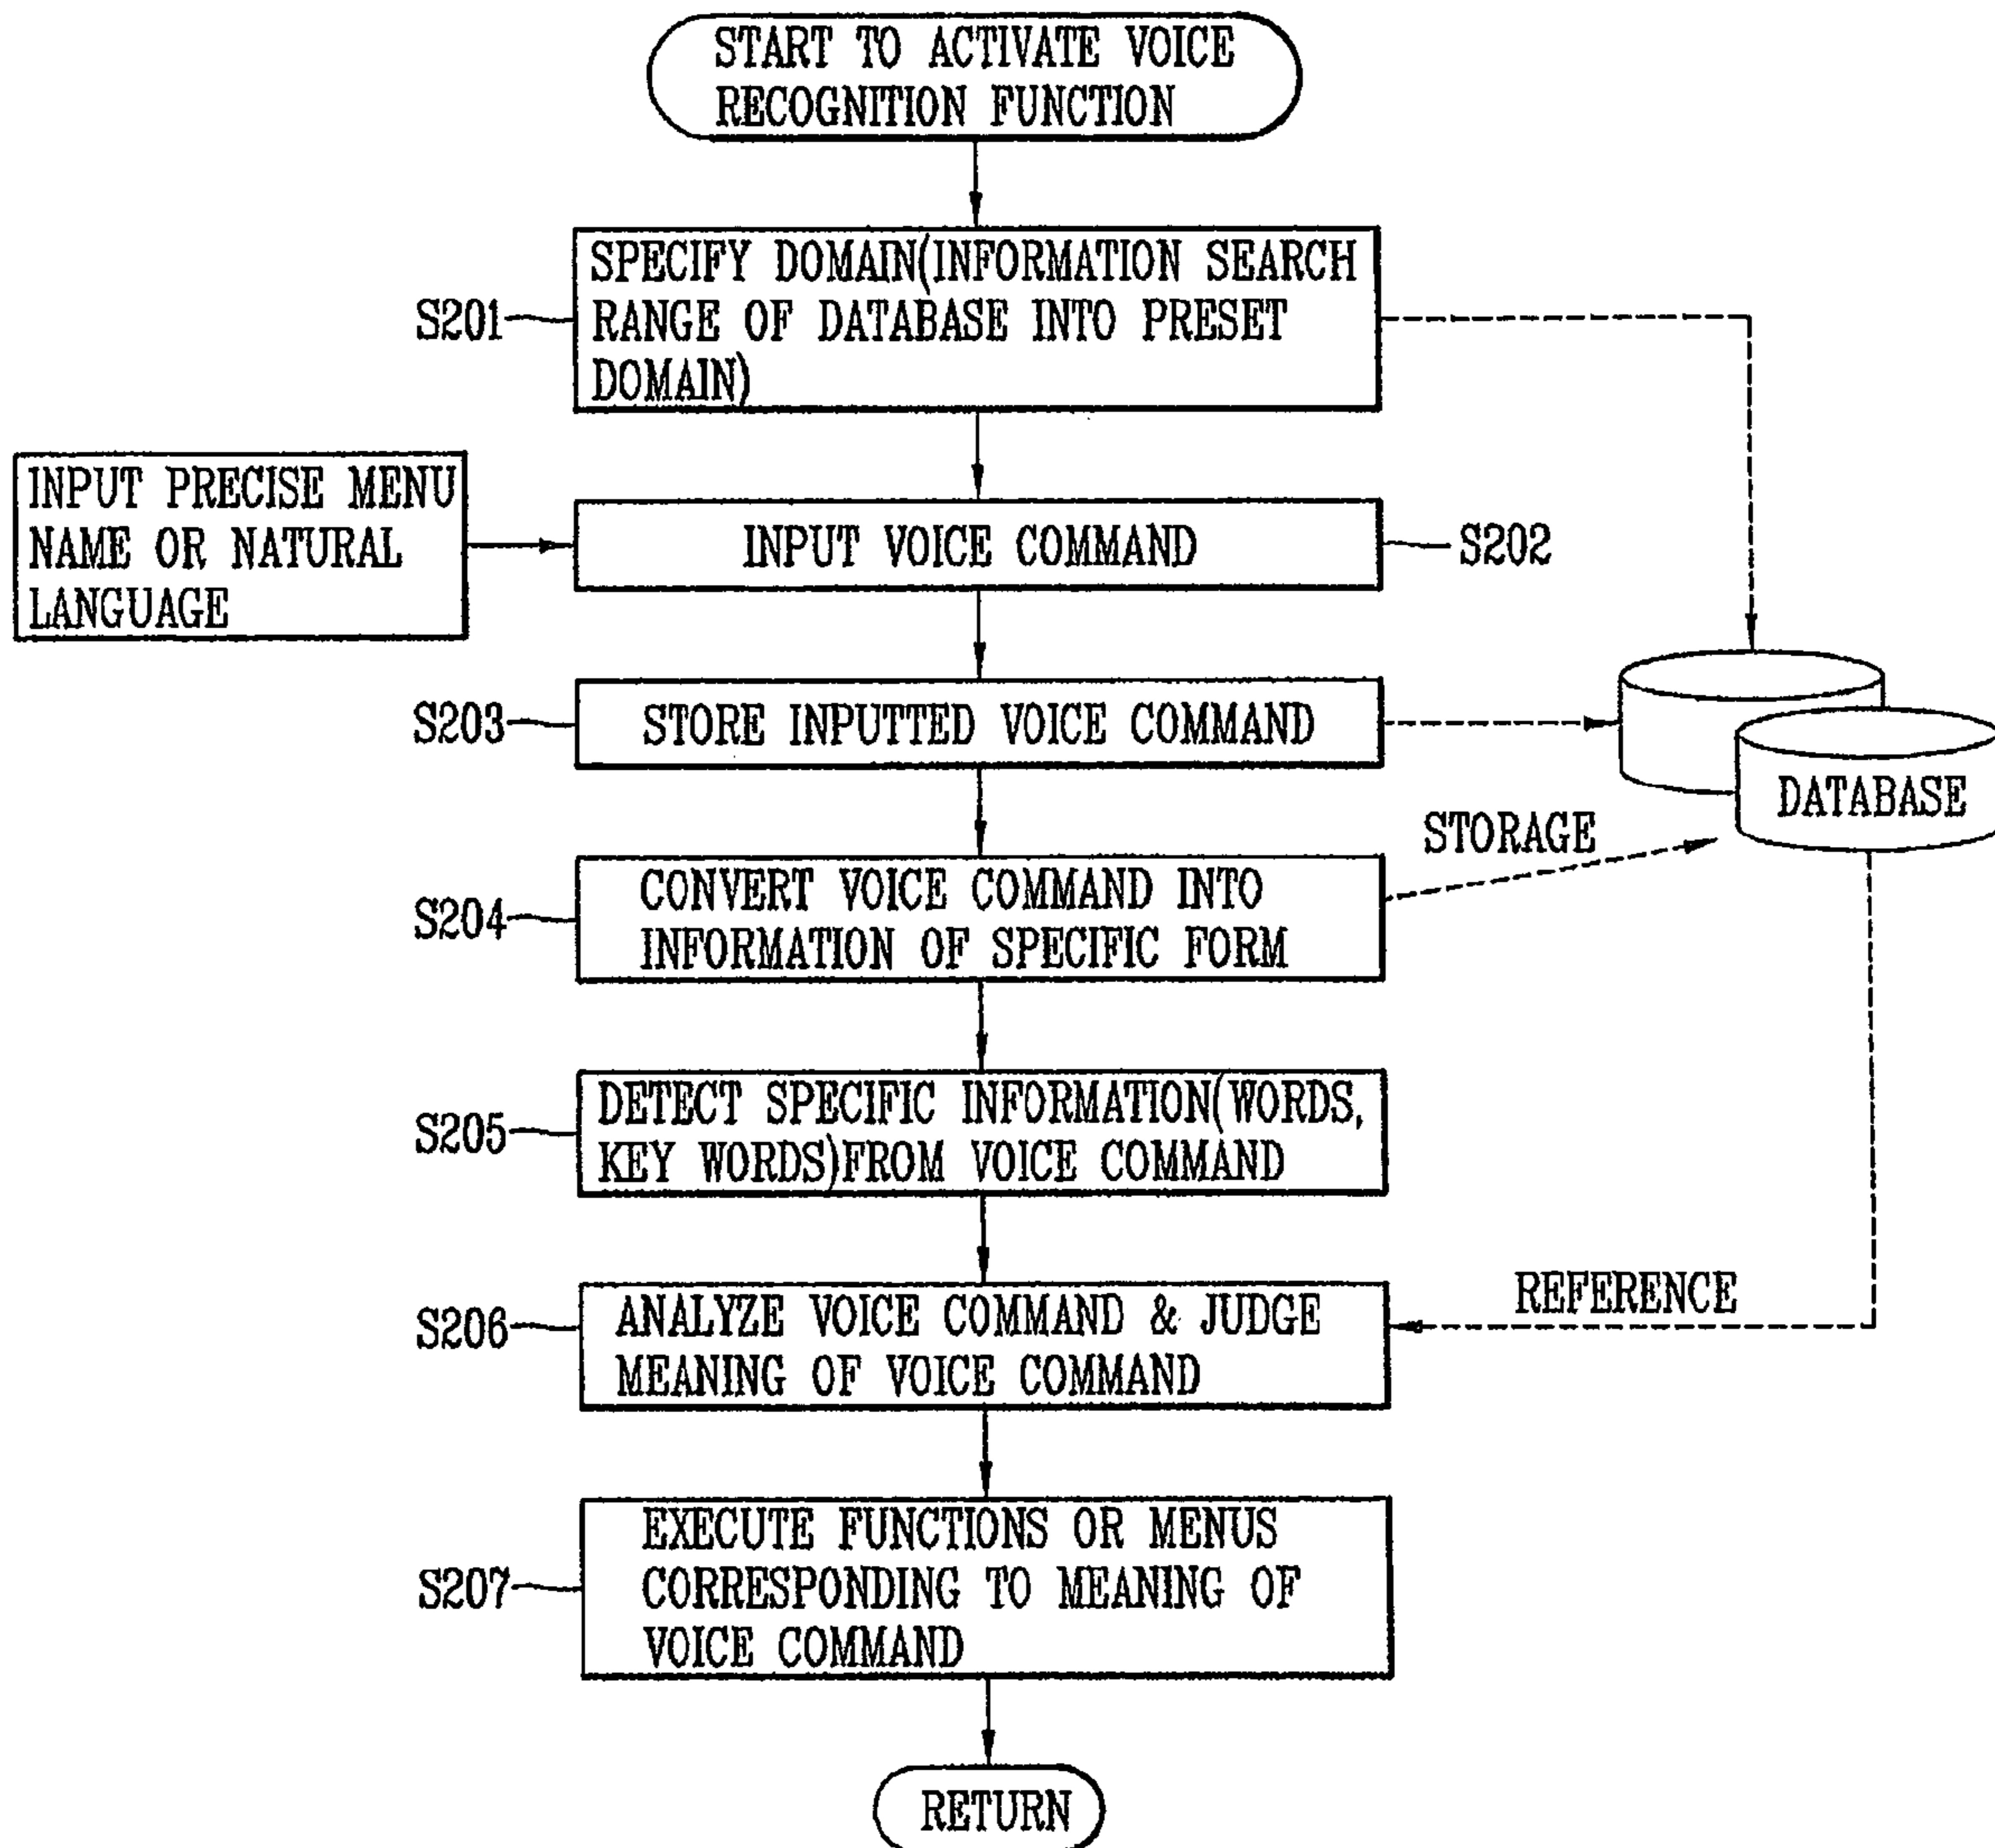 START TO ACTIVATE VOICE
RECOGNITION FUNCTION
SPECIFY DOMAIN(INFORMATION SEARCH
RANGE OF DATABASE INTO PRESET
DOMAIN)
S201
INPUT PRECISE MENU
NAME OR NATURAL
LANGUAGE
INPUT VOICE COMMAND
S202
S203
STORE INPUTTED VOICE COMMAND
DATABASE
STORAGE
S204
CONVERT VOICE COMMAND INTO
INFORMATION OF SPECIFIC FORM
S205
DETECT SPECIFIC INFORMATION(WORDS,
KEY WORDS)FROM VOICE COMMAND
S206
ANALYZE VOICE COMMAND & JUDGE
MEANING OF VOICE COMMAND
REFERENCE
S207
EXECUTE FUNCTIONS OR MENUS
CORRESPONDING TO MEANING OF
VOICE COMMAND
RETURN